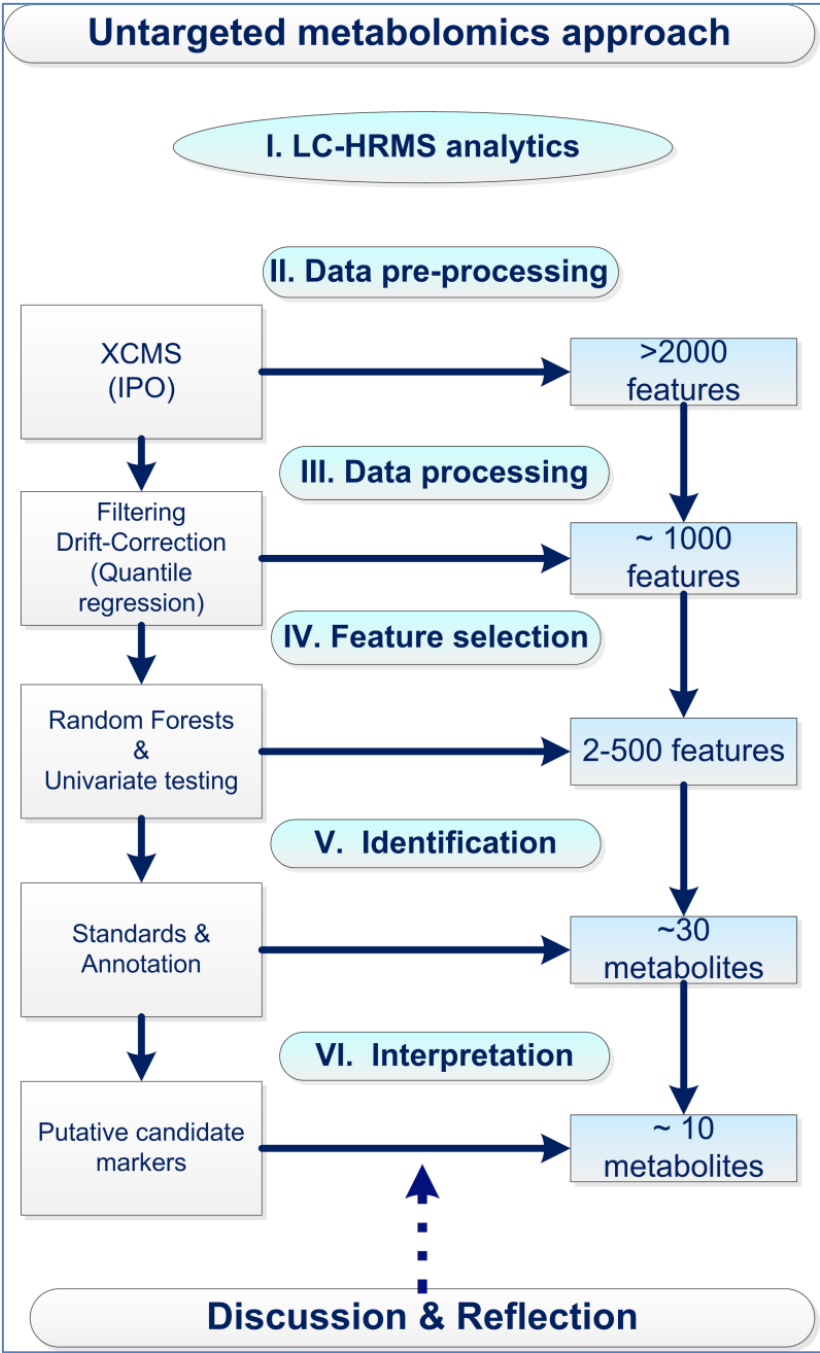 Untargeted metabolomics approach
I. LC-HRMS analytics
II. Data pre-processing
XCMS
(IPO)
>2000
features
III. Data processing
Filtering
Drift-Correction
(Quantile
regression)
~ 1000
features
IV. Feature selection
Random Forests
&
Univariate testing
2-500 features
V. Identification
Standards &
Annotation
~30
metabolites
VI. Interpretation
Putative candidate
markers
~ 10
metabolites
Discussion & Reflection